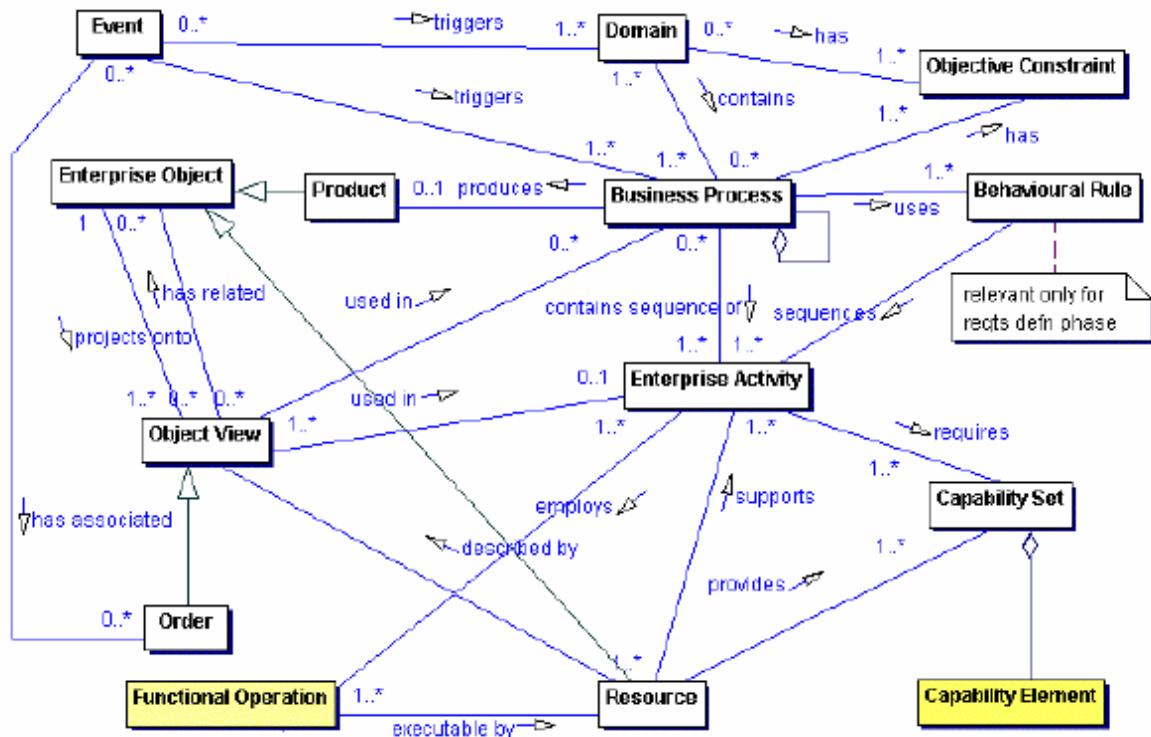 Event
0..*
triggers
1..*
Domain
0..*
has
1..*
Objective Constraint
0..*
triggers
1..*
contains
1..*
has
1..*
1..*
0..*
Enterprise Object
Product
0..1
produces
Business Process
1..*
uses
Behavioural Rule
1
0..*
0..*
0..*
has related
used in
contains sequence of
sequences
relevant only for
reqts defn phase
projects onto
1..*
1..*
0..1
Enterprise Activity
1..*
0..*
0..*
used in
1..*
Object View
1..*
1..*
requires
1..*
Capability Set
has associated
employs
supports
described by
1..*
provides
0..*
Order
1..*
Functional Operation
1..*
Resource
Capability Element
executable by